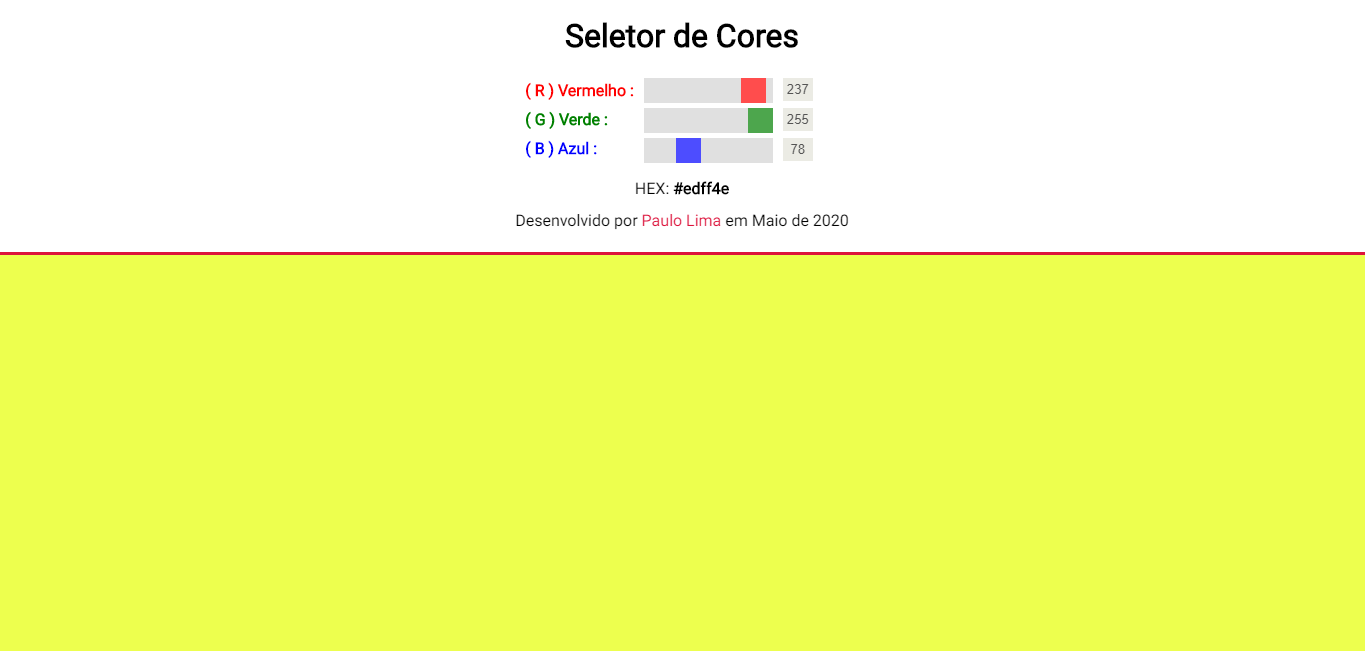 Seletor de Cores
( R ) Vermelho : 237
( G ) Verde : 255
( B ) Azul : 78
HEX: #edff4e
Desenvolvido por Paulo Lima em Maio de 2020